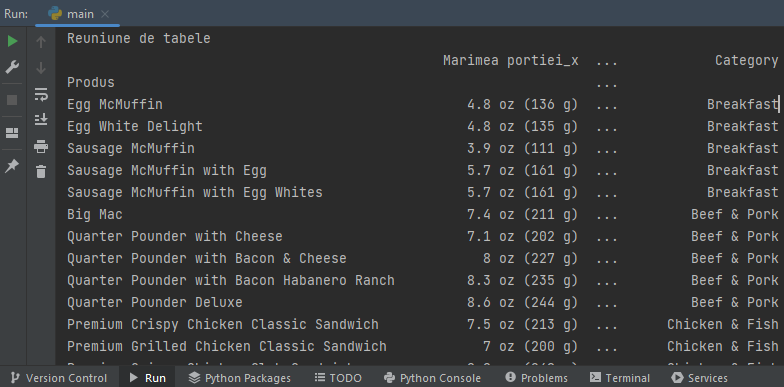 Run: main
Reuniune de tabele
Marimea portiei_x ... Category
Produs ...
Egg McMuffin 4.8 oz (136 g) ... Breakfast
Egg White Delight 4.8 oz (135 g) ... Breakfast
Sausage McMuffin 3.9 oz (111 g) ... Breakfast
Sausage McMuffin with Egg 5.7 oz (161 g) ... Breakfast
Sausage McMuffin with Egg Whites 5.7 oz (161 g) ... Breakfast
Big Mac 7.4 oz (211 g) ... Beef & Pork
Quarter Pounder with Cheese 7.1 oz (202 g) ... Beef & Pork
Quarter Pounder with Bacon & Cheese 8 oz (227 g) ... Beef & Pork
Quarter Pounder with Bacon Habanero Ranch 8.3 oz (235 g) ... Beef & Pork
Quarter Pounder Deluxe 8.6 oz (244 g) ... Beef & Pork
Premium Crispy Chicken Classic Sandwich 7.5 oz (213 g) ... Chicken & Fish
Premium Grilled Chicken Classic Sandwich 7 oz (200 g) ... Chicken & Fish
Version Control Run Python Packages TODO Python Console Problems Terminal Services